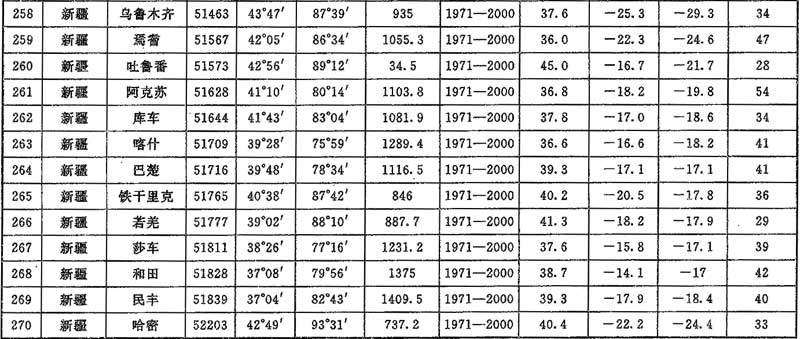 258 新疆 乌鲁木齐 51463 43°47′ 87°39′ 935 1971—2000 37.6 −25.3 −29.3 34
259 新疆 焉耆 51567 42°05′ 86°34′ 1055.3 1971—2000 36.0 −22.3 −24.6 47
260 新疆 吐鲁番 51573 42°56′ 89°12′ 34.5 1971—2000 45.0 −16.7 −21.7 28
261 新疆 阿克苏 51628 41°10′ 80°14′ 1103.8 1971—2000 36.8 −18.2 −19.8 54
262 新疆 库车 51644 41°43′ 83°04′ 1081.9 1971—2000 37.8 −17.0 −18.6 34
263 新疆 喀什 51709 39°28′ 75°59′ 1289.4 1971—2000 36.6 −16.6 −18.2 41
264 新疆 巴楚 51716 39°48′ 78°34′ 1116.5 1971—2000 39.3 −17.1 −17.1 41
265 新疆 铁干里克 51765 40°38′ 87°42′ 846 1971—2000 40.2 −20.5 −17.8 36
266 新疆 若羌 51777 39°02′ 88°10′ 887.7 1971—2000 41.3 −18.2 −17.9 29
267 新疆 莎车 51811 38°26′ 77°16′ 1231.2 1971—2000 37.6 −15.8 −17.1 39
268 新疆 和田 51828 37°08′ 79°56′ 1375 1971—2000 38.7 −14.1 −17 42
269 新疆 民丰 51839 37°04′ 82°43′ 1409.5 1971—2000 39.3 −17.9 −18.4 40
270 新疆 哈密 52203 42°49′ 93°31′ 737.2 1971—2000 40.4 −22.2 −24.4 33